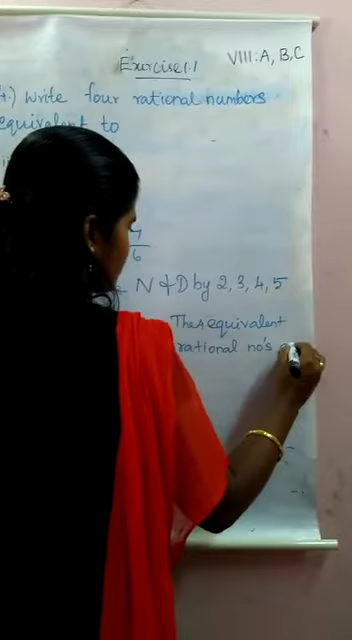 Exercise 1.1
VIII: A, B, C
4.) Write four rational numbers
equivalent to
6
N & D by 2, 3, 4, 5
The equivalent
rational no's